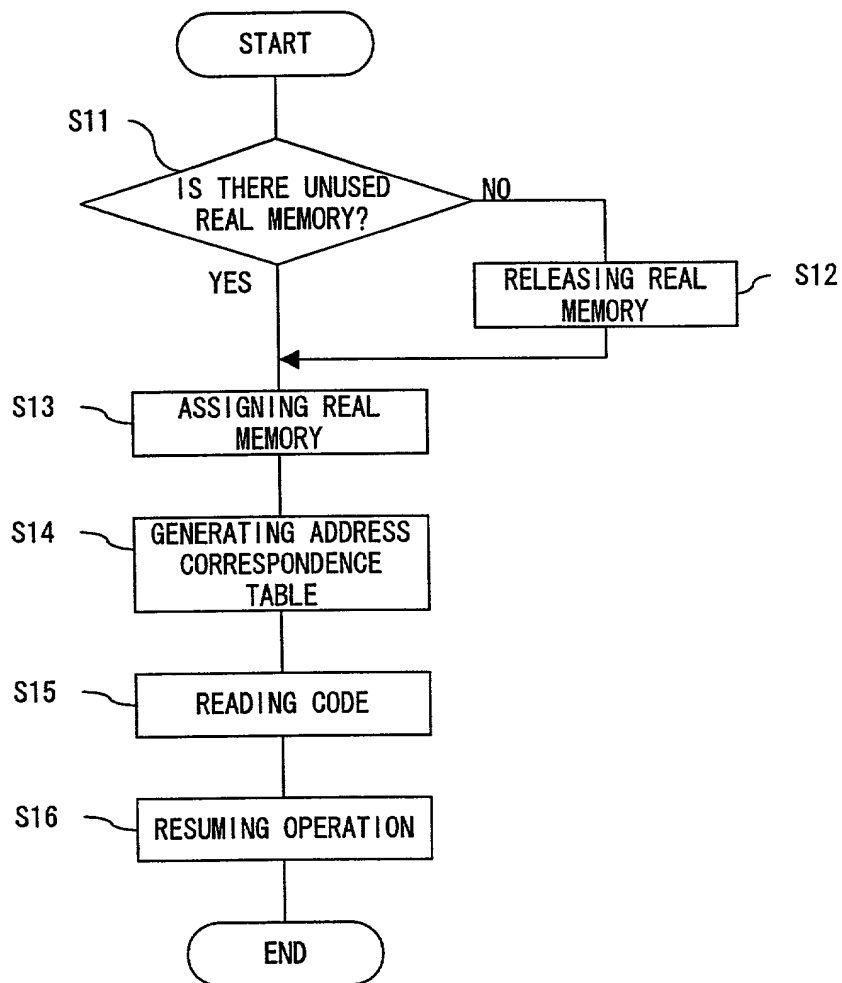 START
S11
IS THERE UNUSED
REAL MEMORY?
NO
YES
RELEASING REAL
MEMORY
S12
S13
ASSIGNING REAL
MEMORY
S14
GENERATING ADDRESS
CORRESPONDENCE
TABLE
S15
READING CODE
S16
RESUMING OPERATION
END